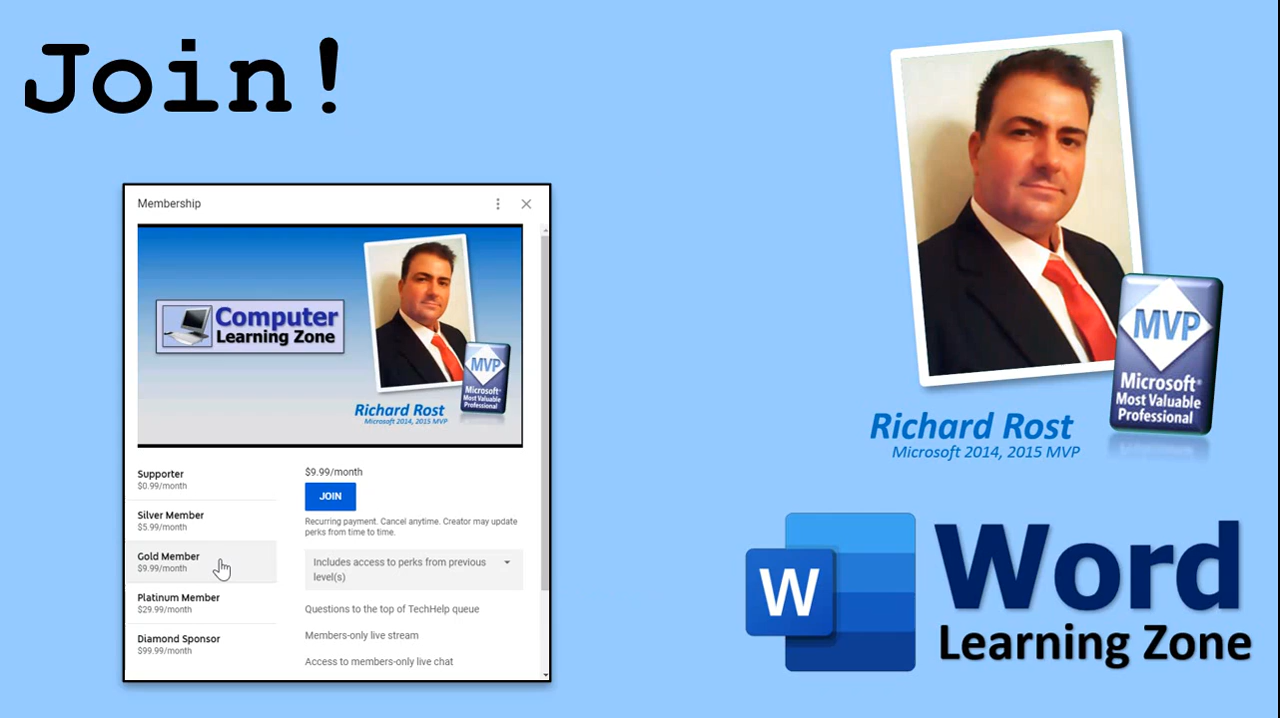 Join!
Membership
Computer
Learning Zone
MVP
Microsoft®
Most Valuable
Professional
Richard Rost
Microsoft 2014, 2015 MVP
Supporter
$0.99/month
Silver Member
$5.99/month
Gold Member
$9.99/month
Platinum Member
$29.99/month
Diamond Sponsor
$99.99/month
$9.99/month
JOIN
Recurring payment. Cancel anytime. Creator may update
perks from time to time.
Includes access to perks from previous
level(s)
Questions to the top of TechHelp queue
Members-only live stream
Access to members-only live chat
MVP
Microsoft®
Most Valuable
Professional
Richard Rost
Microsoft 2014, 2015 MVP
W
Word
Learning Zone